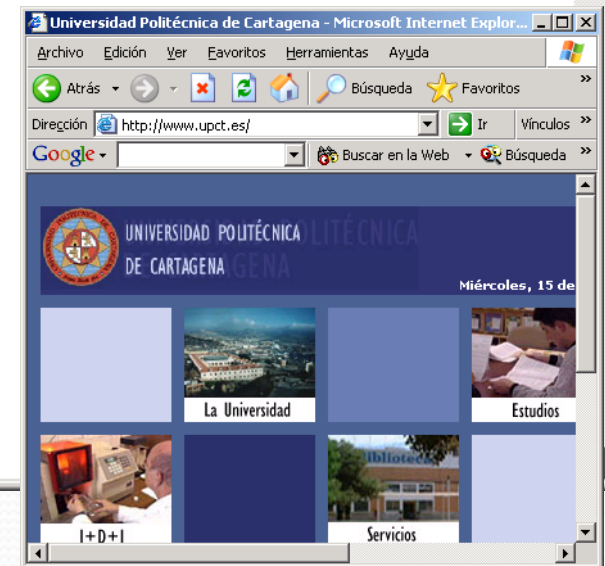 Universidad Politécnica de Cartagena - Microsoft Internet Explor...
Archivo Edición Ver Favoritos Herramientas Ayuda
Atrás Búsqueda Favoritos »
Dirección http://www.upct.es/ Ir Vínculos »
Google Buscar en la Web Búsqueda »
UNIVERSIDAD POLITÉCNICA
DE CARTAGENA
Miércoles, 15 de
La Universidad
Estudios
Biblioteca
I+D+I
Servicios